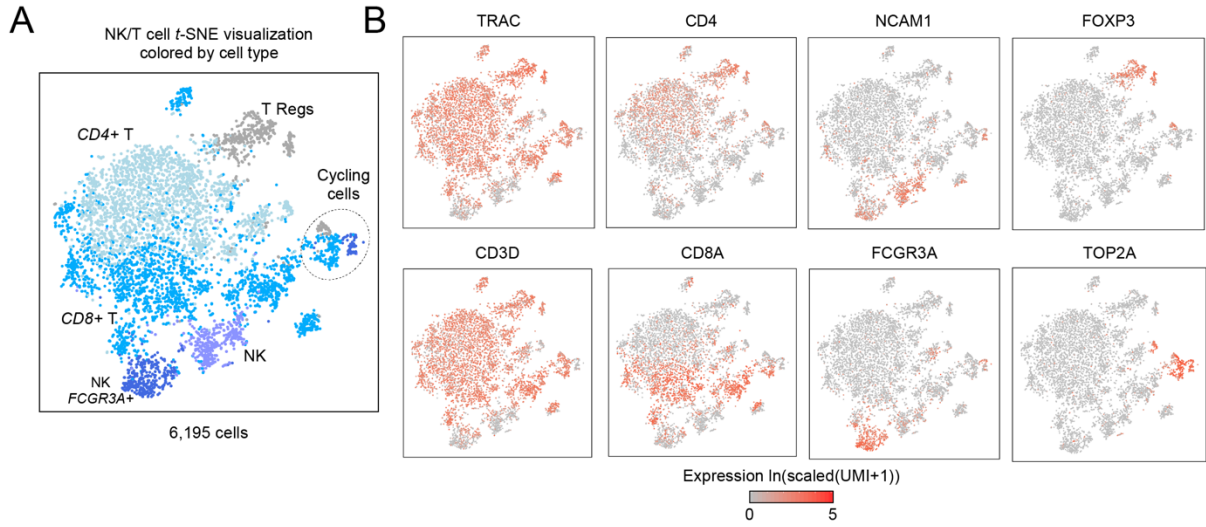 A
NK/T cell t-SNE visualization
colored by cell type
T Regs
CD4+ T
Cycling
cells
CD8+ T
NK
NK
FCGR3A+
6,195 cells
B
TRAC
CD4
NCAM1
FOXP3
CD3D
CD8A
FCGR3A
TOP2A
Expression ln(scaled(UMI+1))
0
5